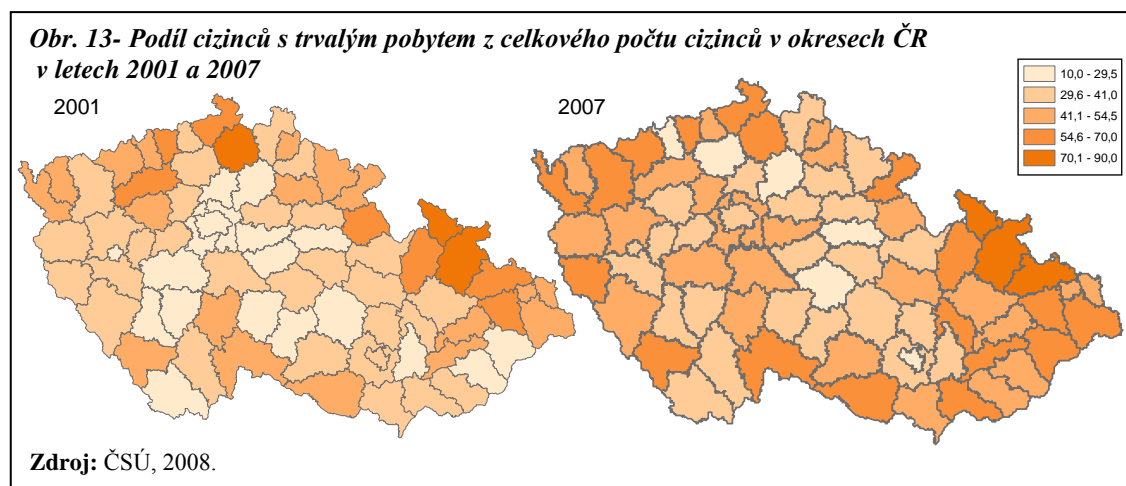 Obr. 13- Podíl cizinců s trvalým pobytem z celkového počtu cizinců v okresech ČR
v letech 2001 a 2007
2001
2007
10,0 - 29,5
29,6 - 41,0
41,1 - 54,5
54,6 - 70,0
70,1 - 90,0
Zdroj: ČSÚ, 2008.